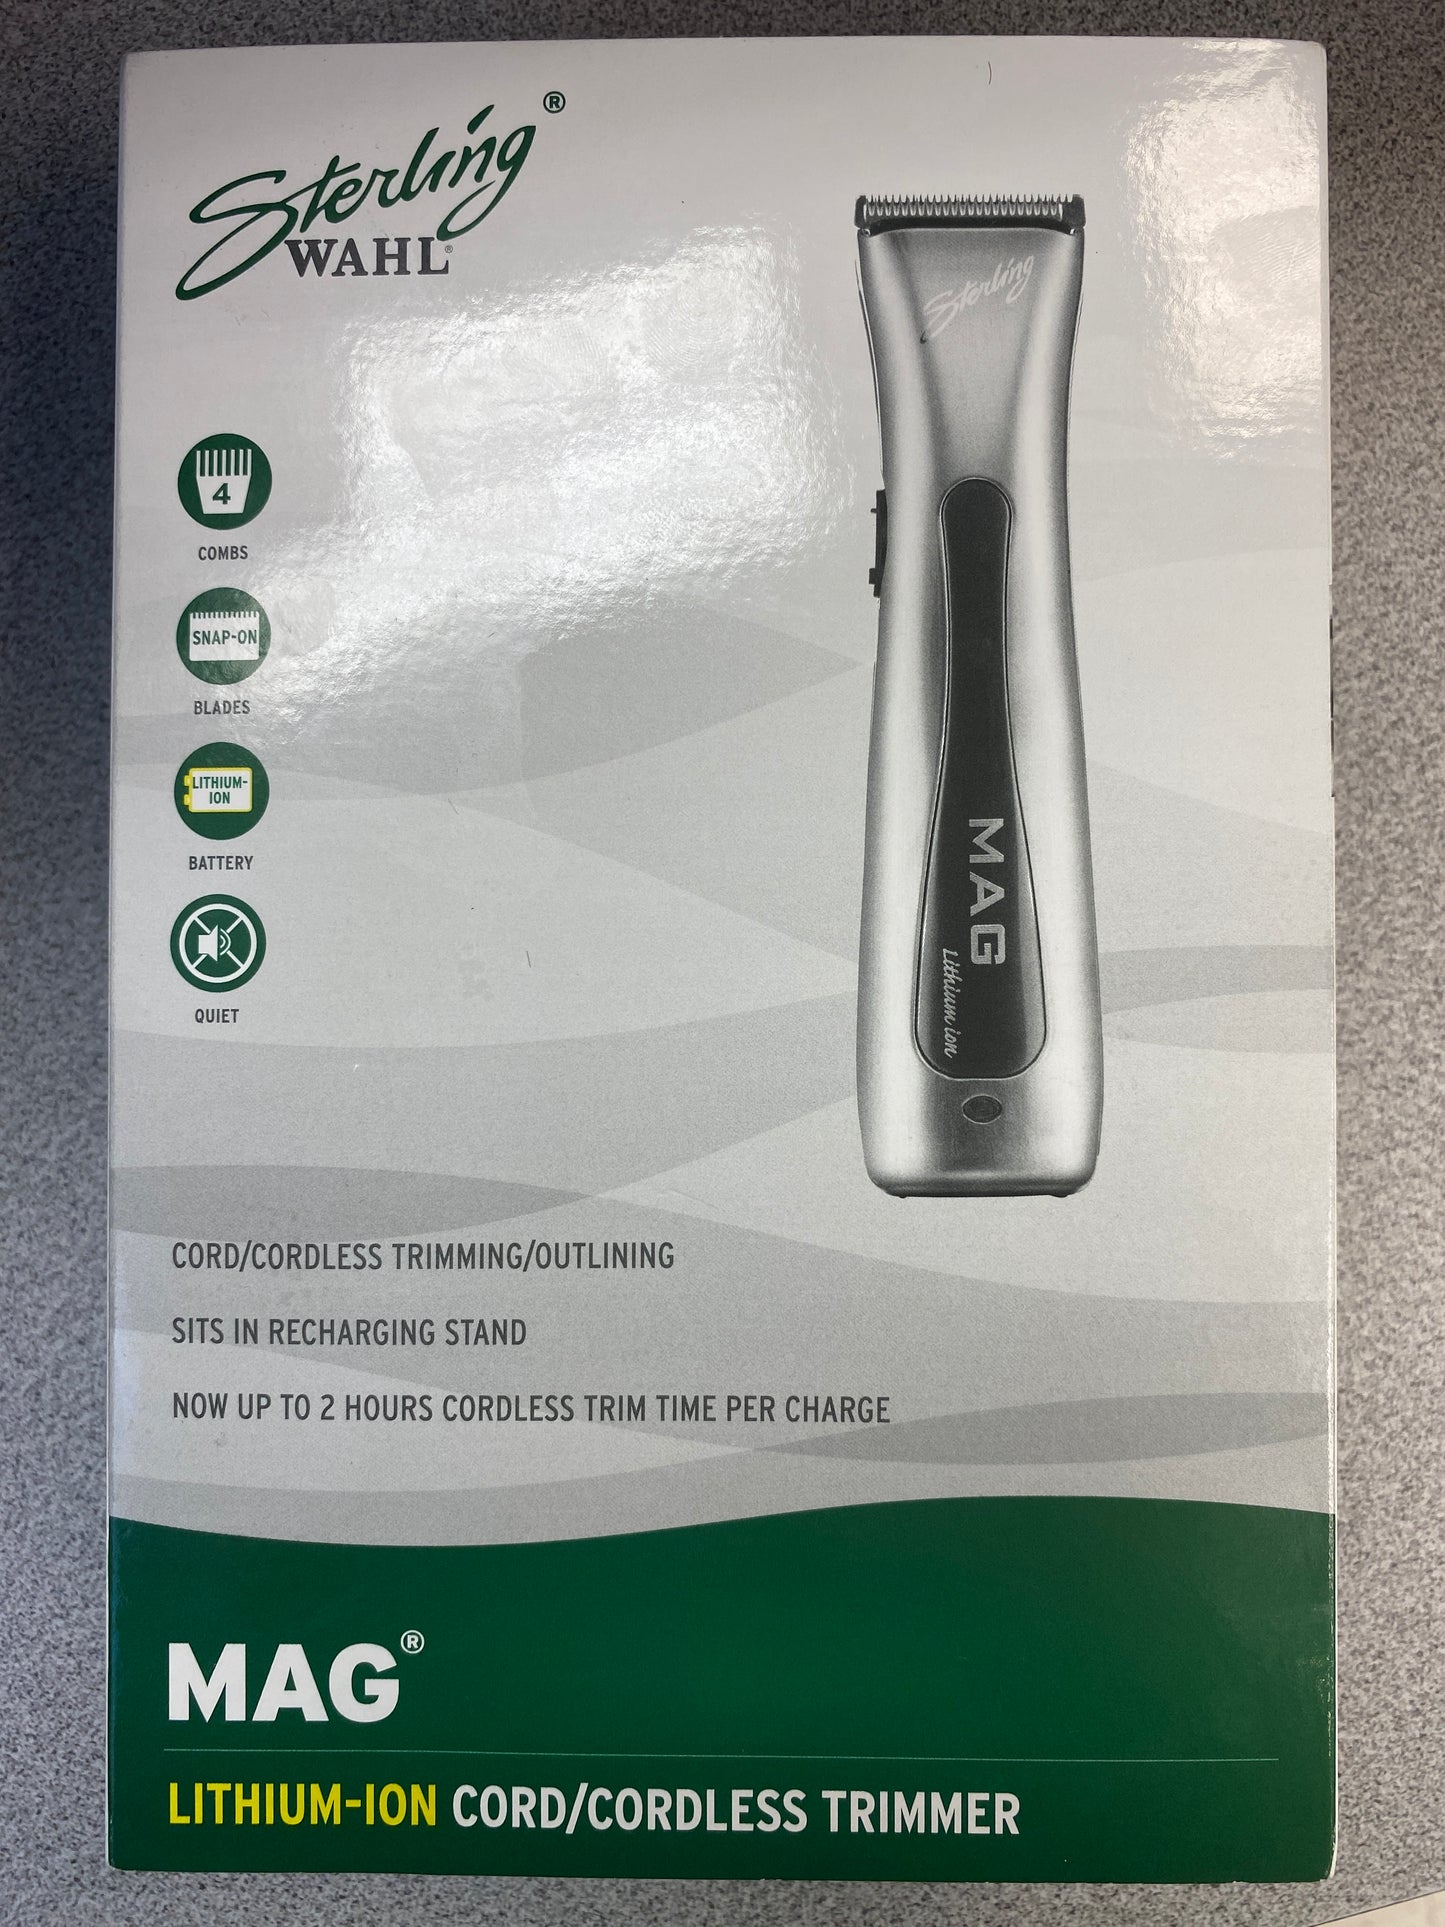 Sterling®
WAHL®
Sterling
4
COMBS
SNAP-ON
BLADES
LITHIUM-
ION
BATTERY
QUIET
MAG
Lithium ion
CORD/CORDLESS TRIMMING/OUTLINING
SITS IN RECHARGING STAND
NOW UP TO 2 HOURS CORDLESS TRIM TIME PER CHARGE
MAG®
LITHIUM-ION CORD/CORDLESS TRIMMER